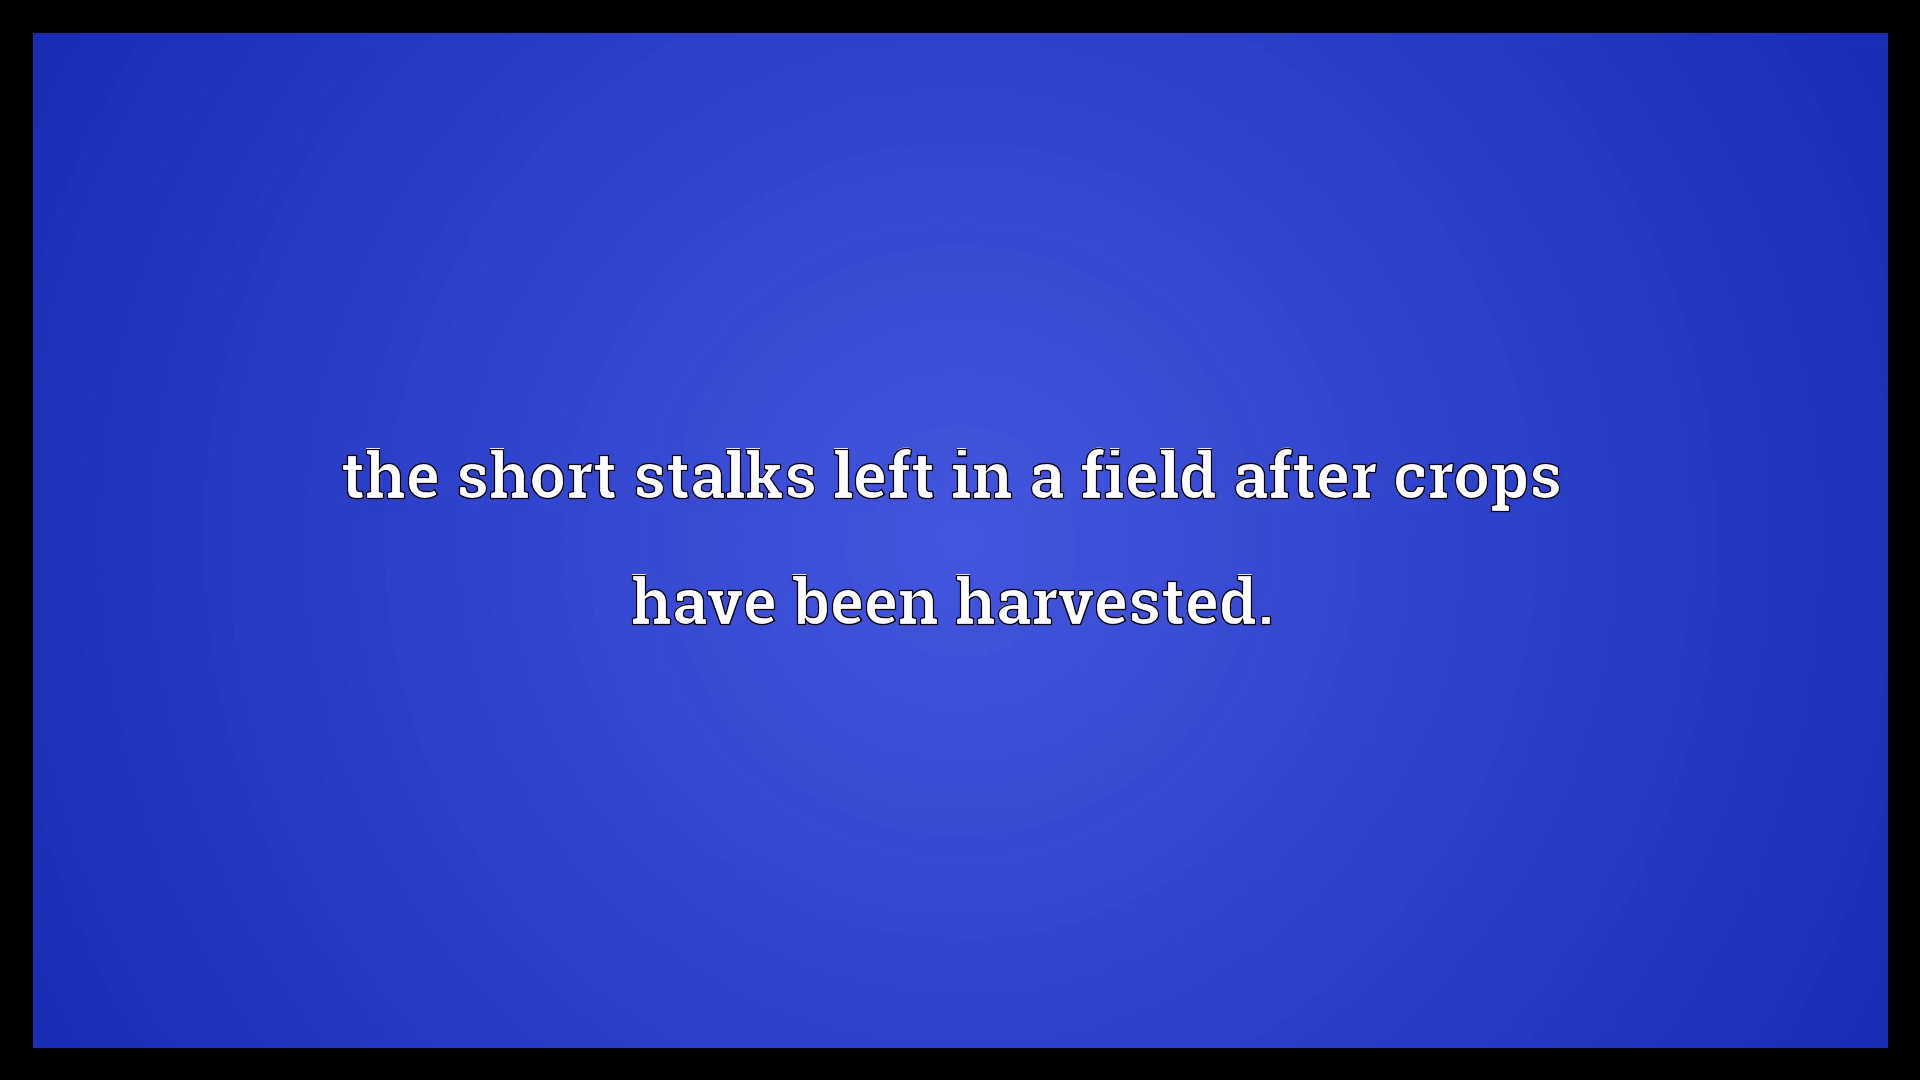 the short stalks left in a field after crops
have been harvested.